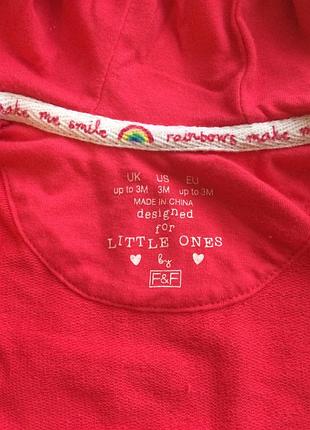 make me smile rainbows make me
UK US EU
up to 3M 3M up to 3M
MADE IN CHINA
designed
for
LITTLE ONES
by
F&F